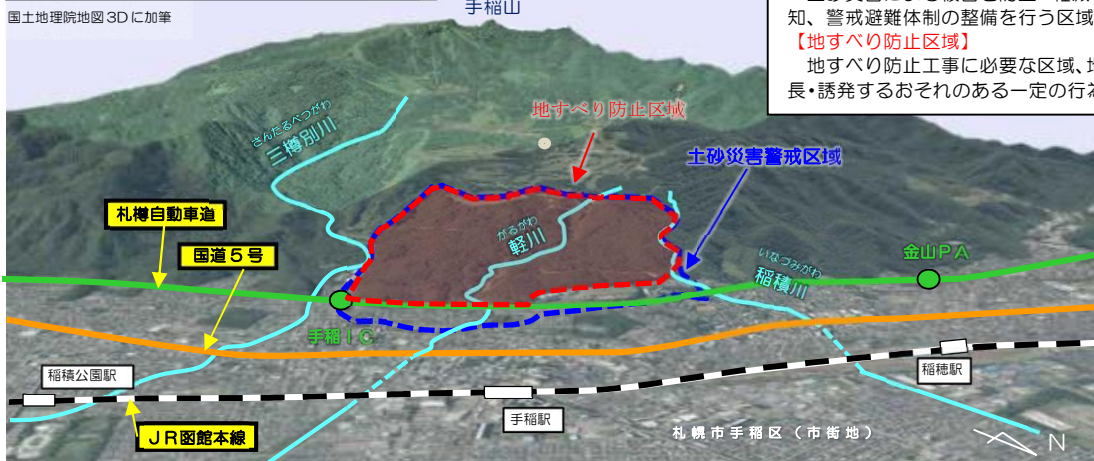 国土地理院地図3Dに加筆
手稲山
知、警戒避難体制の整備を行う区域
【地すべり防止区域】
地すべり防止工事に必要な区域、地
長・誘発するおそれのある一定の行為
地すべり防止区域
さんたるべつがわ
三樽別川
土砂災害警戒区域
札樽自動車道
がるがわ
軽川
国道5号
いなづみがわ
稲積川
金山PA
手稲IC
稲積公園駅
稲穂駅
手稲駅
JR函館本線
札幌市手稲区(市街地)
N